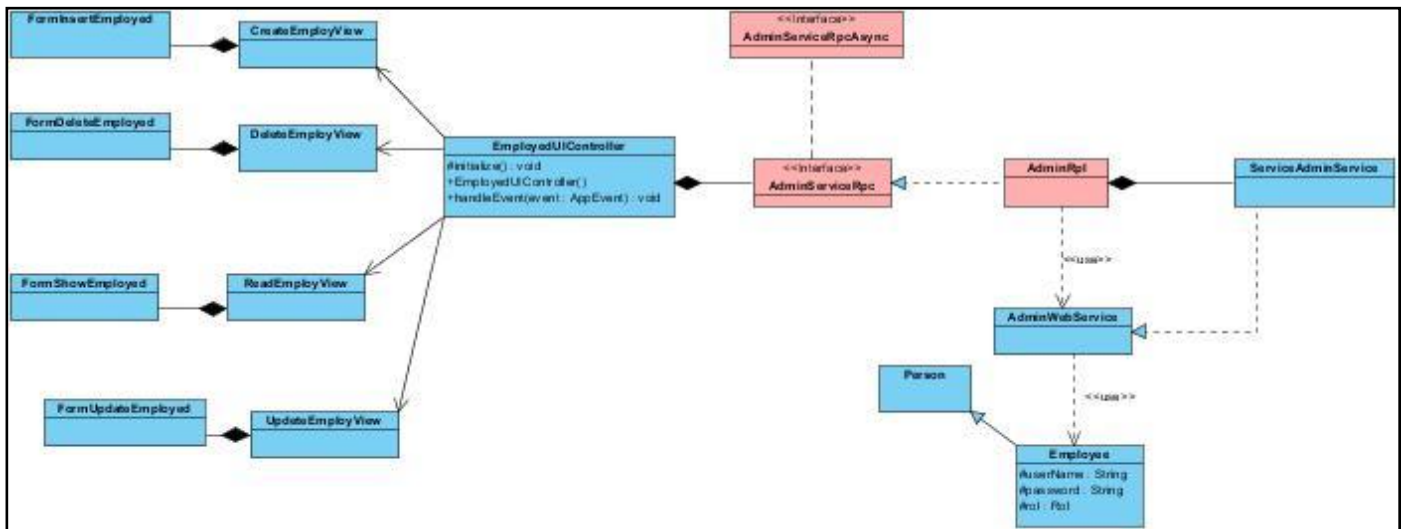 FormInsertEmployed
CreateEmployView
<<Interface>>
AdminServiceRpcAsync
FormDeleteEmployed
DeleteEmployView
EmployedUIController
#initialize() : void
+EmployedUIController()
+handleEvent(event : AppEvent) : void
<<Interface>>
AdminServiceRpc
AdminRpl
ServiceAdminService
<<use>>
FormShowEmployed
ReadEmployView
AdminWebService
Person
<<use>>
FormUpdateEmployed
UpdateEmployView
Employee
#userName : String
#password : String
#rol : Rol